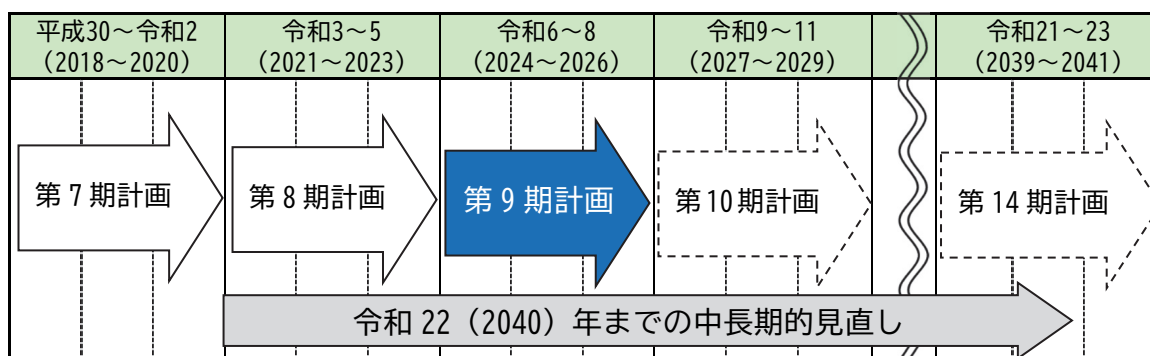 平成30～令和2
（2018～2020）
令和3～5
（2021～2023）
令和6～8
（2024～2026）
令和9～11
（2027～2029）
令和21～23
（2039～2041）
第 7 期計画
第 8 期計画
第 9 期計画
第 10 期計画
第 14 期計画
令和 22（2040）年までの中長期的見直し